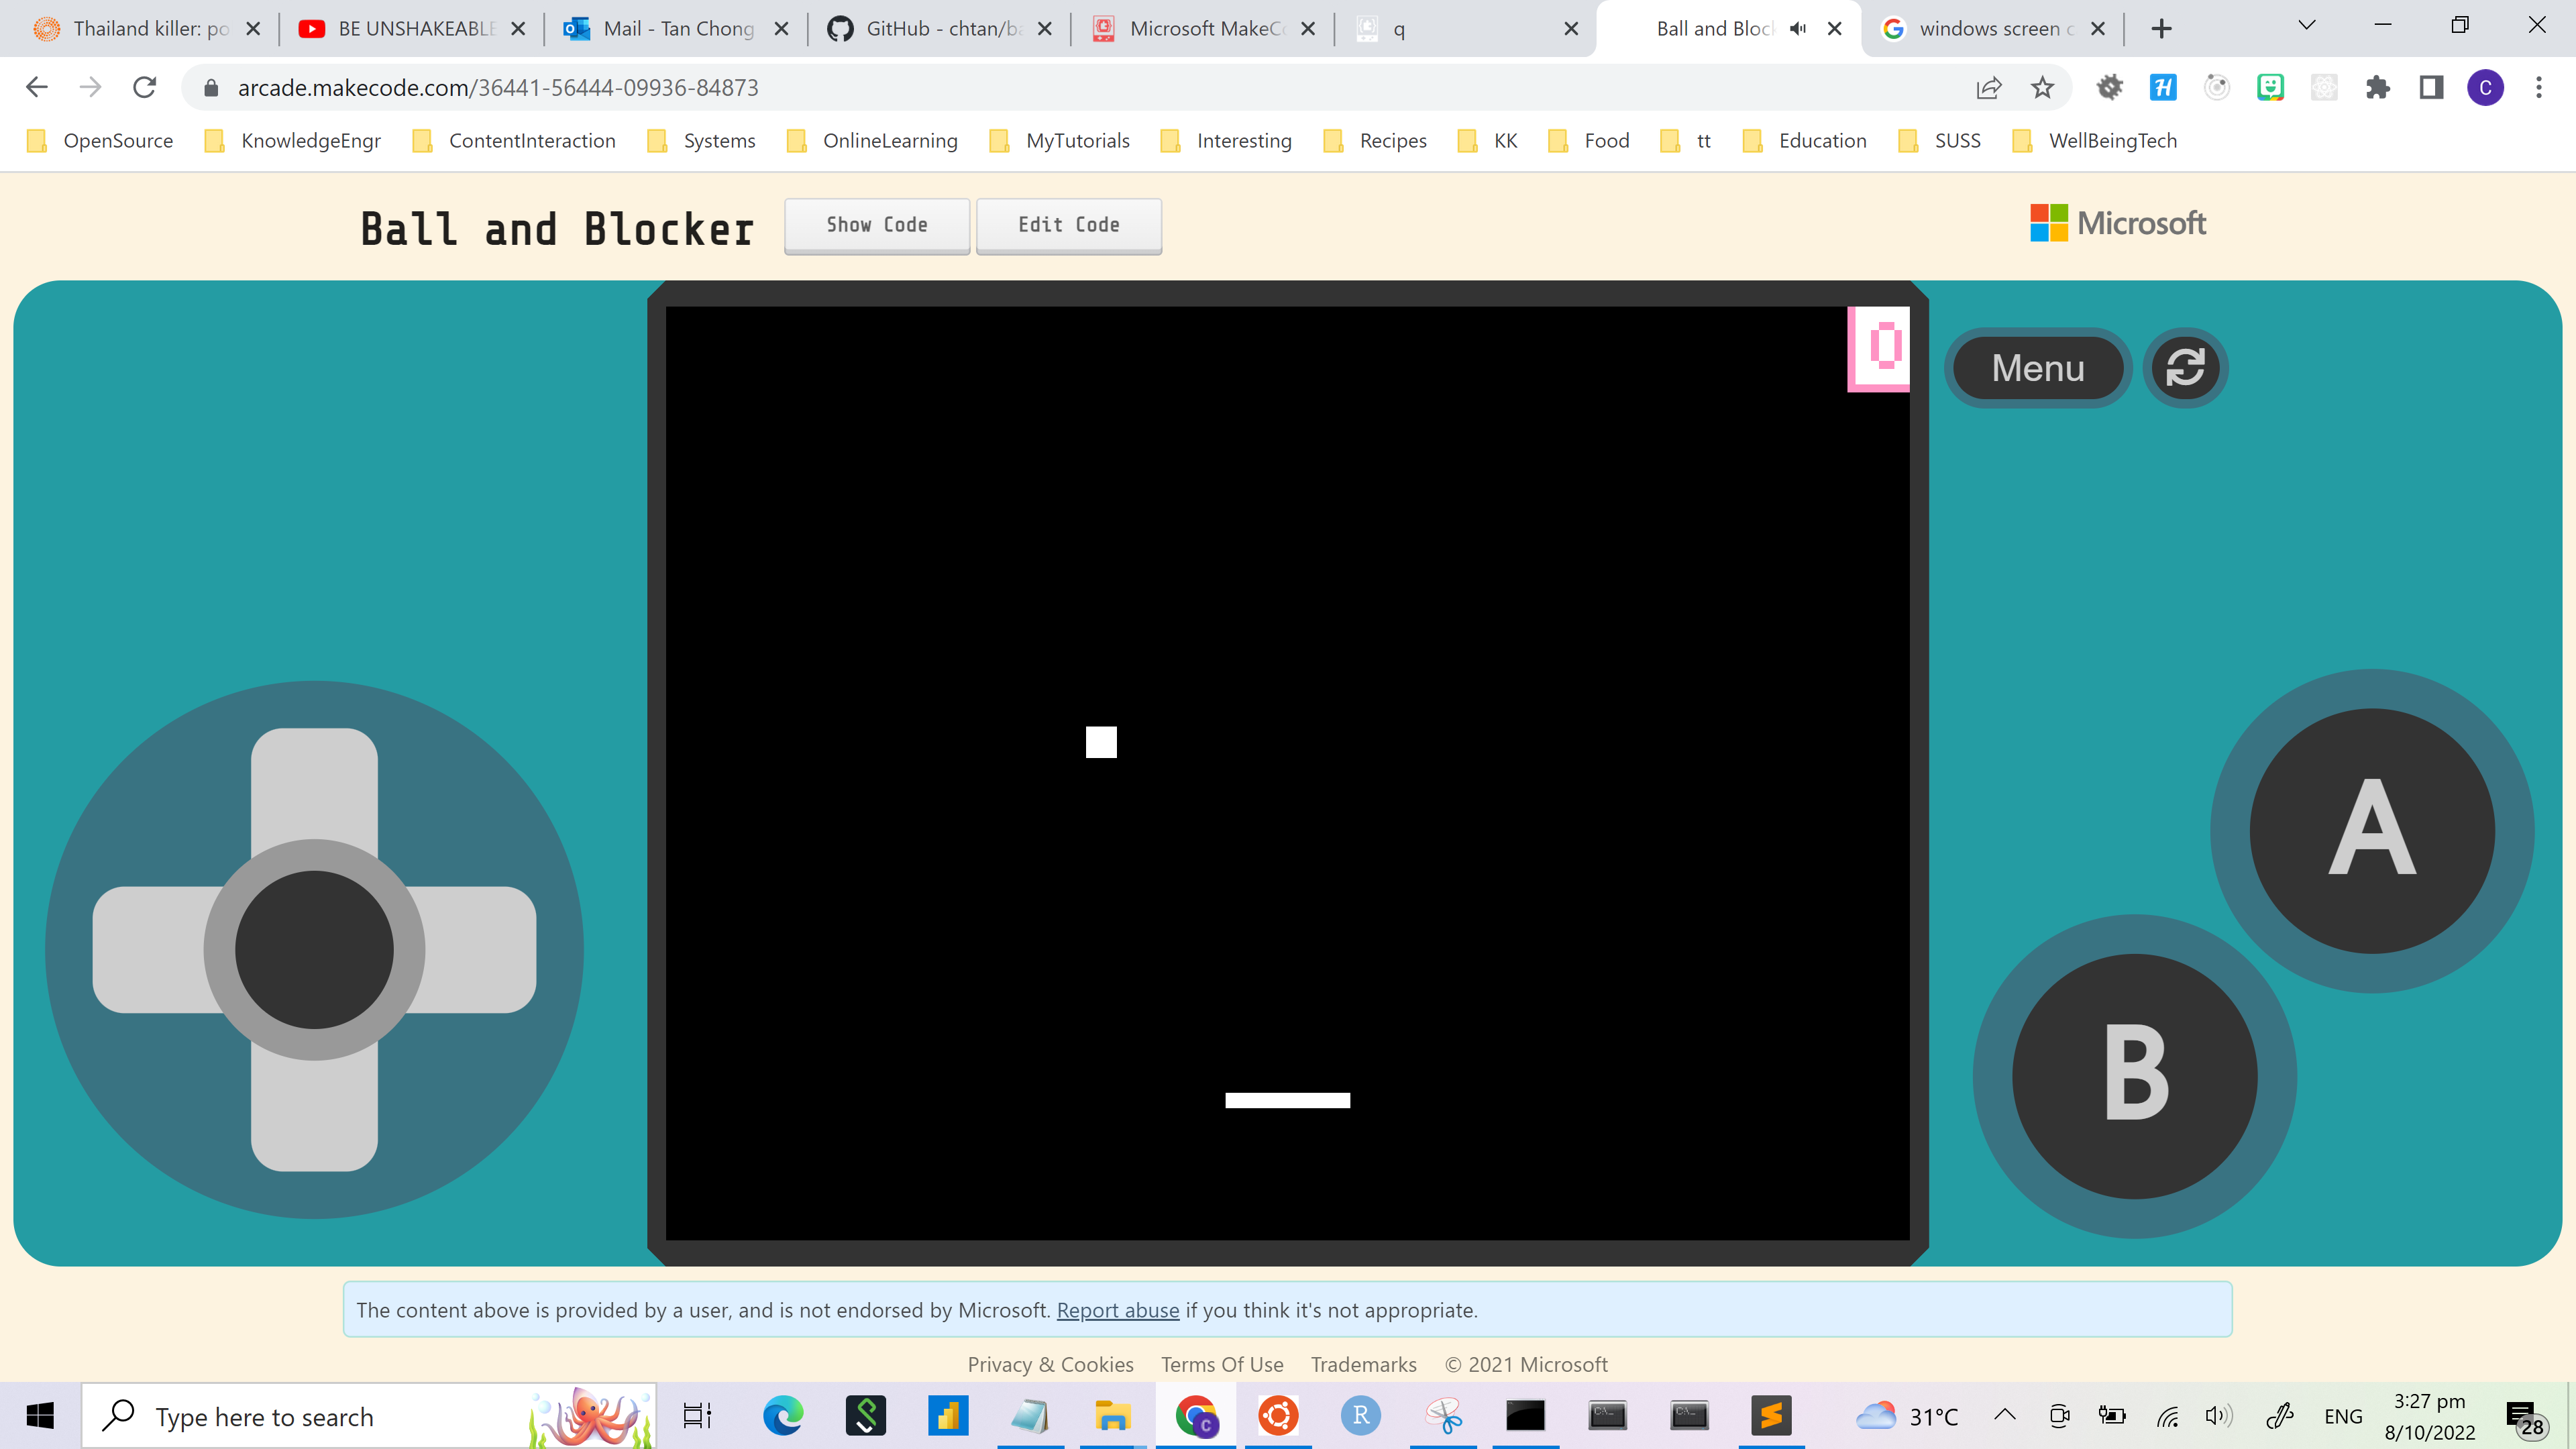 Thailand killer: po
BE UNSHAKEABLE
Mail - Tan Chong
GitHub - chtan/ba
Microsoft MakeCo
q
Ball and Block
windows screen c
arcade.makecode.com/36441-56444-09936-84873
C
OpenSource
KnowledgeEngr
ContentInteraction
Systems
OnlineLearning
MyTutorials
Interesting
Recipes
KK
Food
tt
Education
SUSS
WellBeingTech
Ball and Blocker
Show Code
Edit Code
Microsoft
0
Menu
A
B
The content above is provided by a user, and is not endorsed by Microsoft. Report abuse if you think it's not appropriate.
Privacy & Cookies
Terms Of Use
Trademarks
© 2021 Microsoft
Type here to search
31°C
ENG
3:27 pm
8/10/2022
28